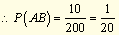 ∴ P(AB) = 10/200 = 1/20